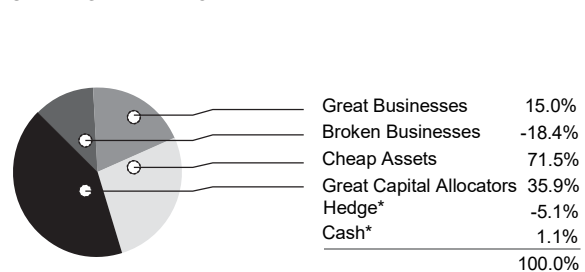 Great Businesses 15.0%
Broken Businesses -18.4%
Cheap Assets 71.5%
Great Capital Allocators 35.9%
Hedge* -5.1%
Cash* 1.1%
100.0%